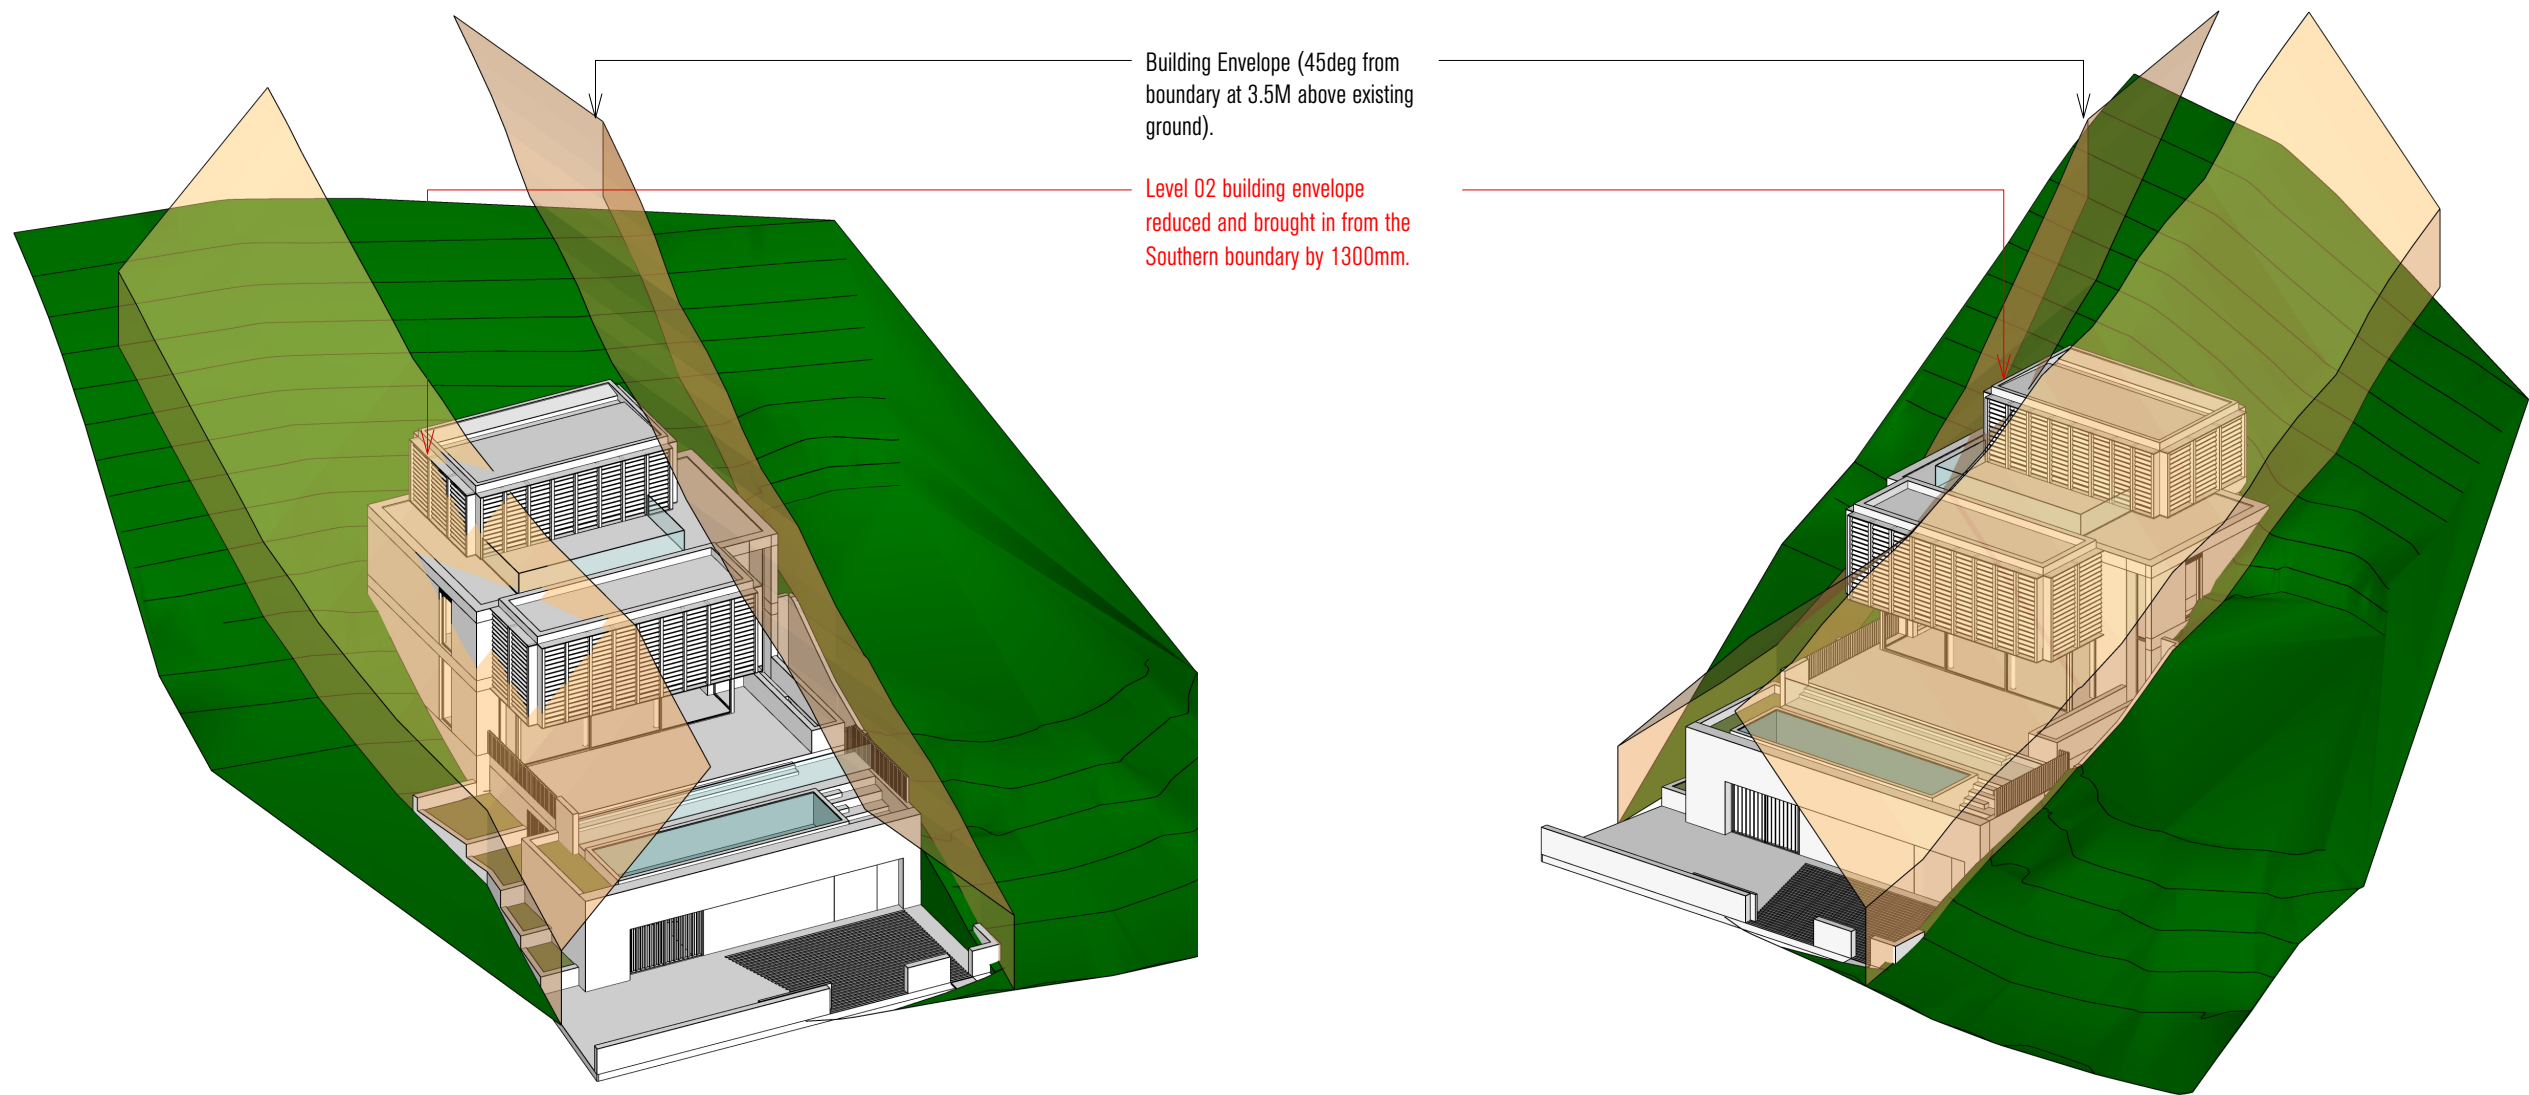 Building Envelope (45deg from
boundary at 3.5M above existing
ground).
Level 02 building envelope
reduced and brought in from the
Southern boundary by 1300mm.